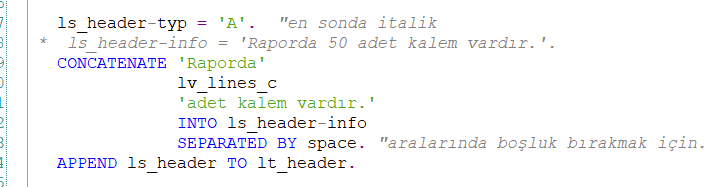 ls_header-typ = 'A'.  "en sonda italik
*  ls_header-info = 'Raporda 50 adet kalem vardır.'.
CONCATENATE 'Raporda'
lv_lines_c
'adet kalem vardır.'
INTO ls_header-info
SEPARATED BY space. "aralarında boşluk bırakmak için.
APPEND ls_header TO lt_header.